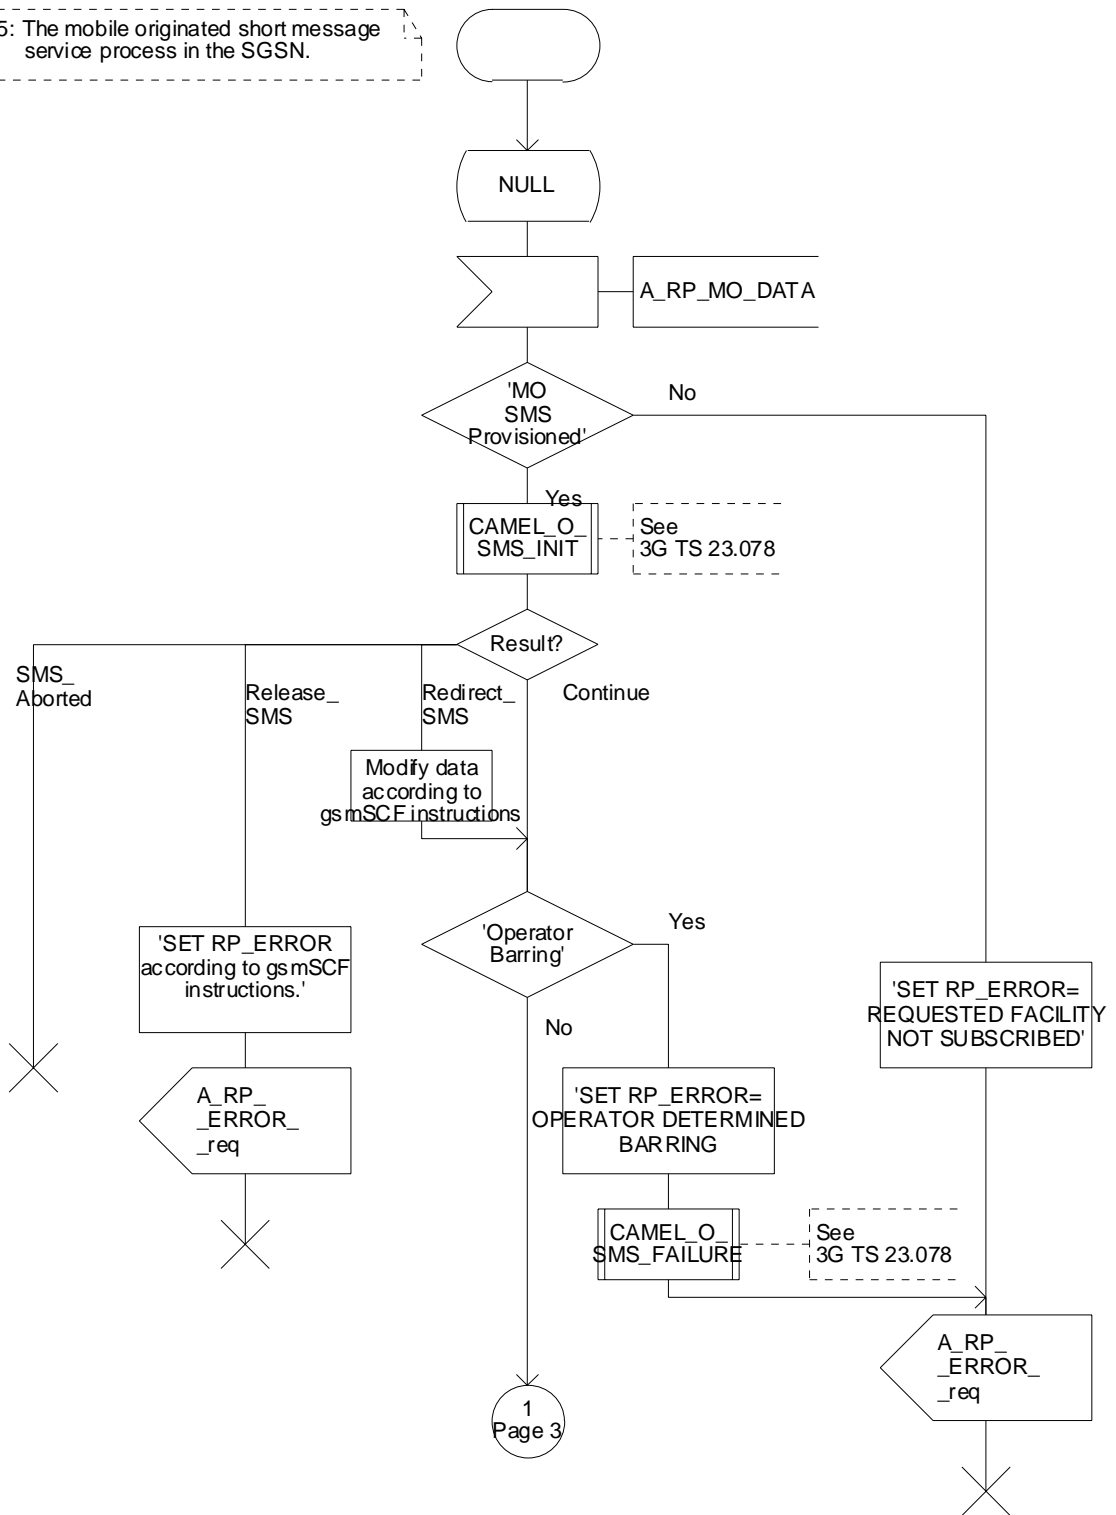 5: The mobile originated short message
service process in the SGSN.
NULL
A_RP_MO_DATA
'MO
SMS
Provisioned'
No
Yes
CAMEL_O_
SMS_INIT
See
3G TS 23.078
Result?
SMS_
Aborted
Release_
SMS
Redirect_
SMS
Continue
Modify data
according to
gsmSCF instructions
'Operator
Barring'
Yes
No
'SET RP_ERROR
according to gsmSCF
instructions.'
'SET RP_ERROR=
REQUESTED FACILITY
NOT SUBSCRIBED'
A_RP_
_ERROR_
_req
'SET RP_ERROR=
OPERATOR DETERMINED
BARRING
CAMEL_O_
SMS_FAILURE
See
3G TS 23.078
A_RP_
_ERROR_
_req
1
Page 3